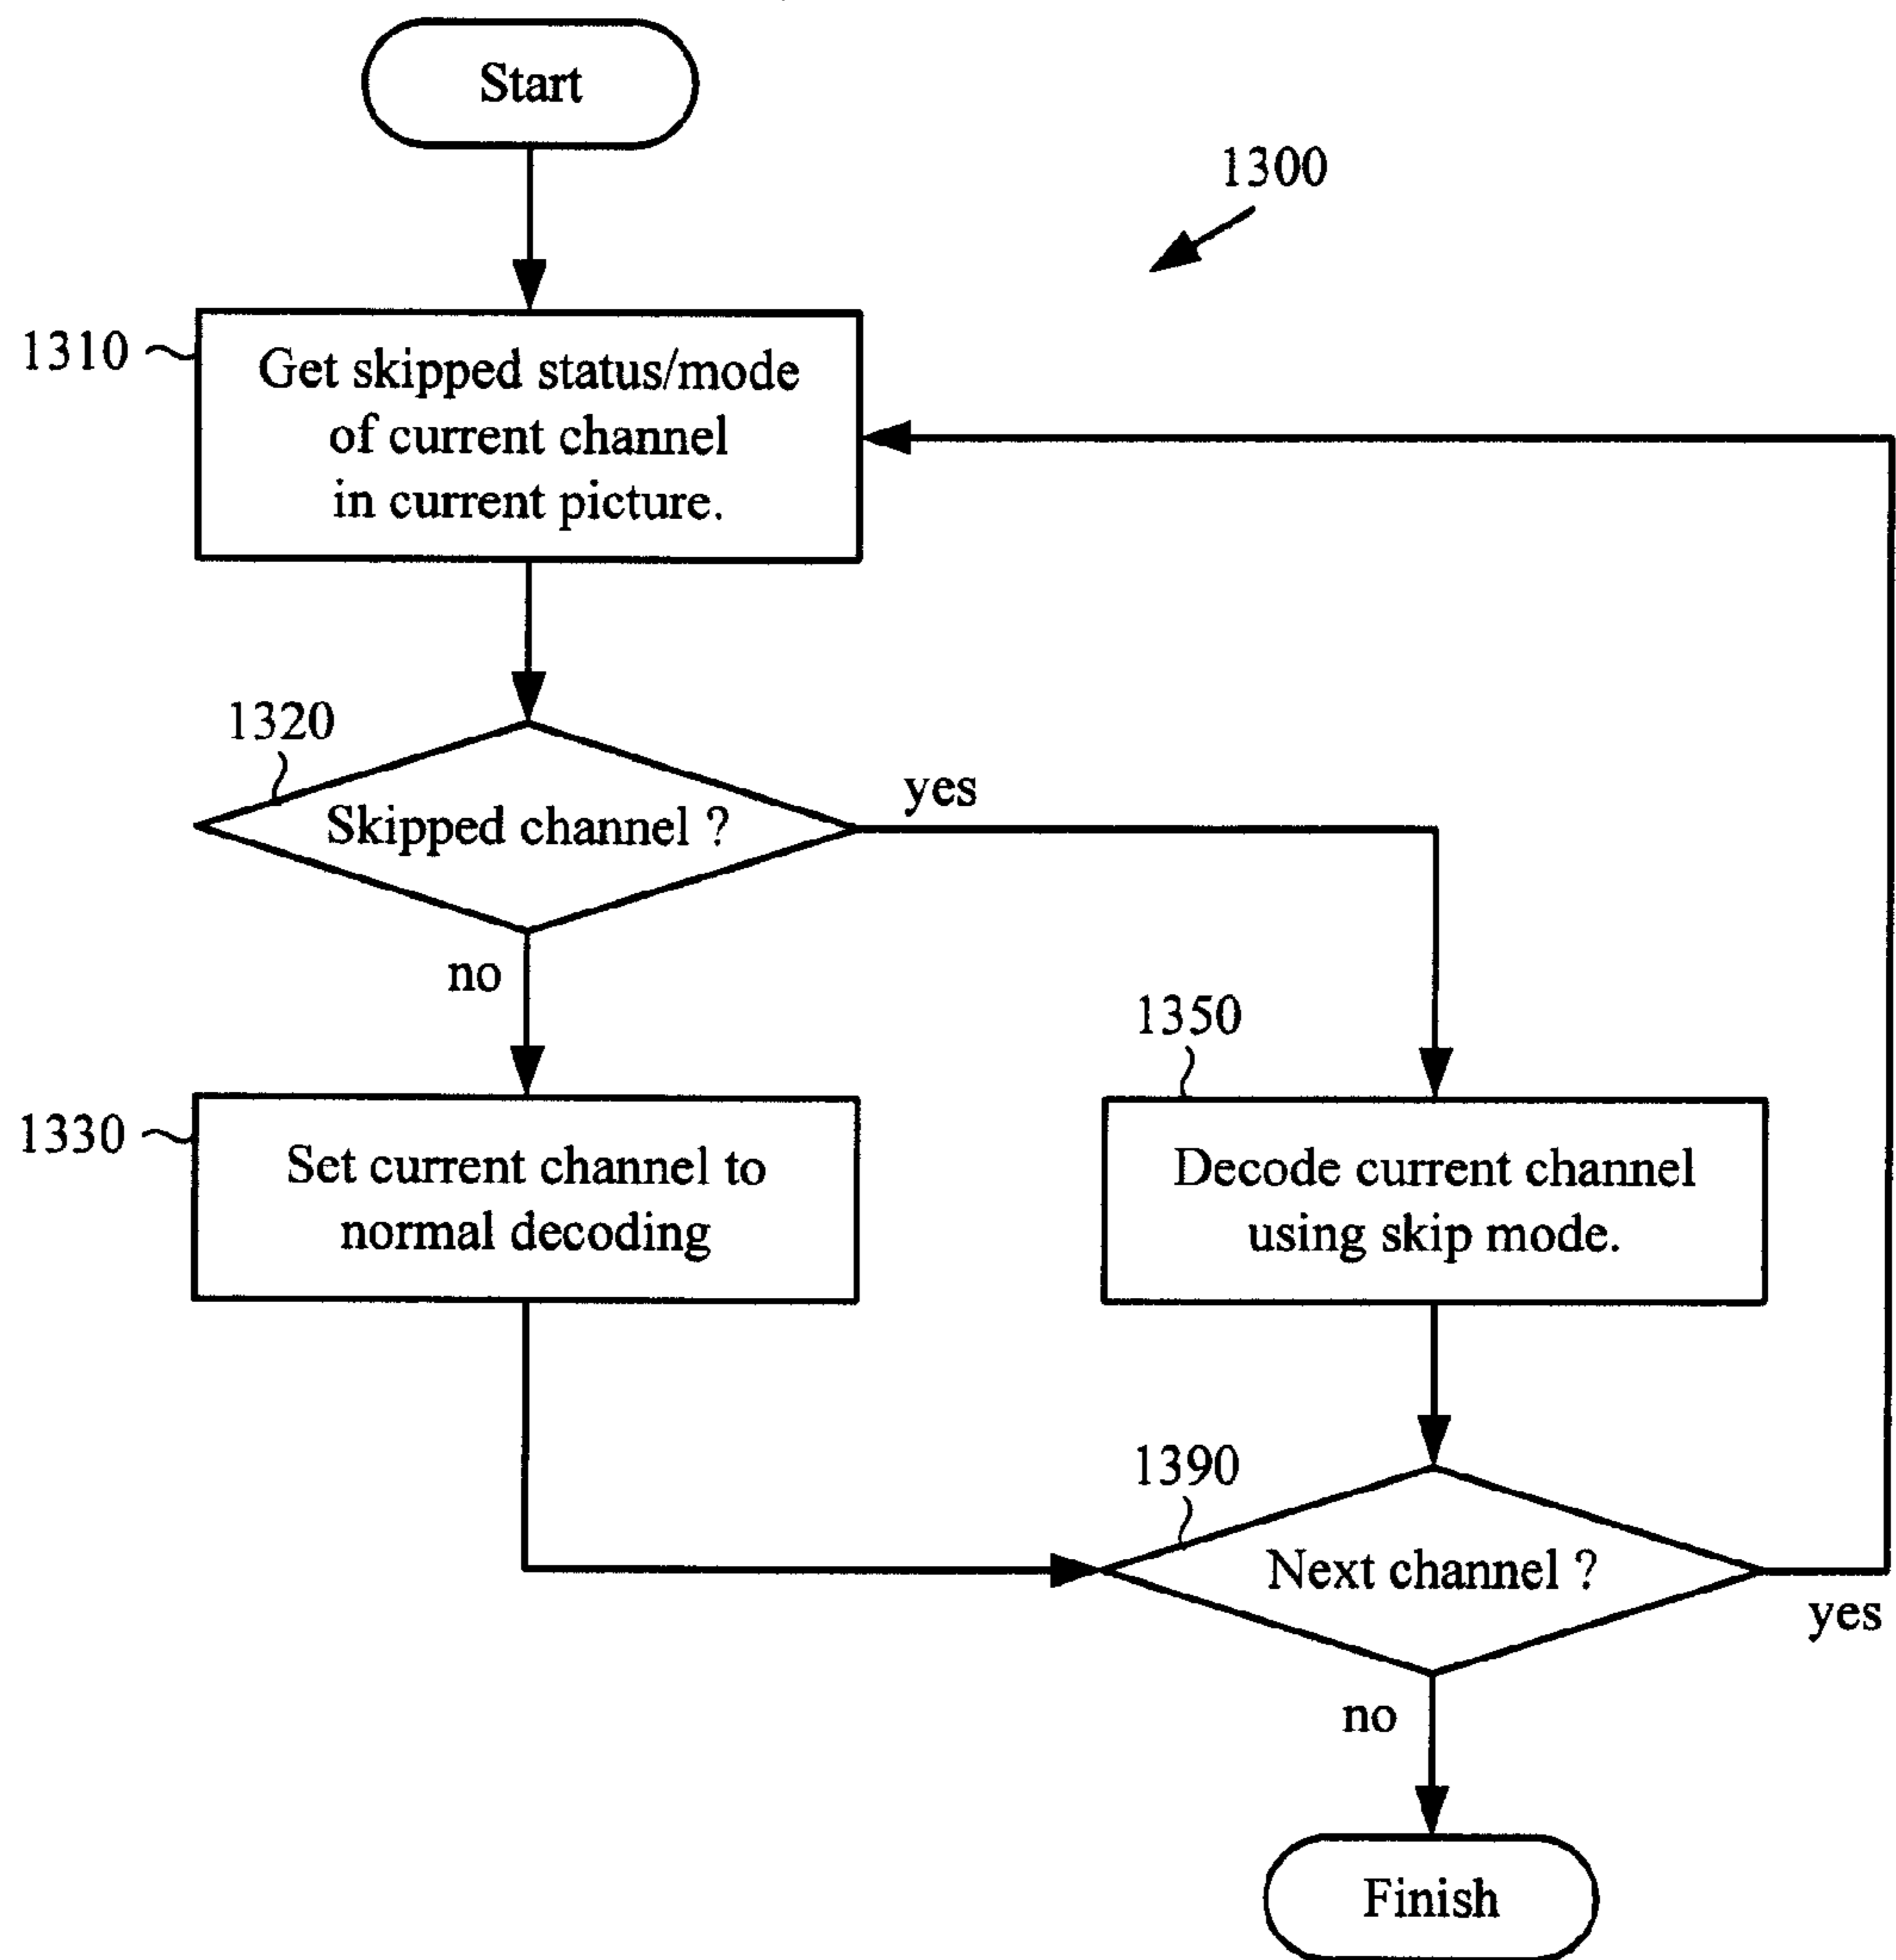 Start
1300
1310
Get skipped status/mode
of current channel
in current picture.
1320
Skipped channel ?
yes
no
1330
Set current channel to
normal decoding
1350
Decode current channel
using skip mode.
1390
Next channel ?
yes
no
Finish